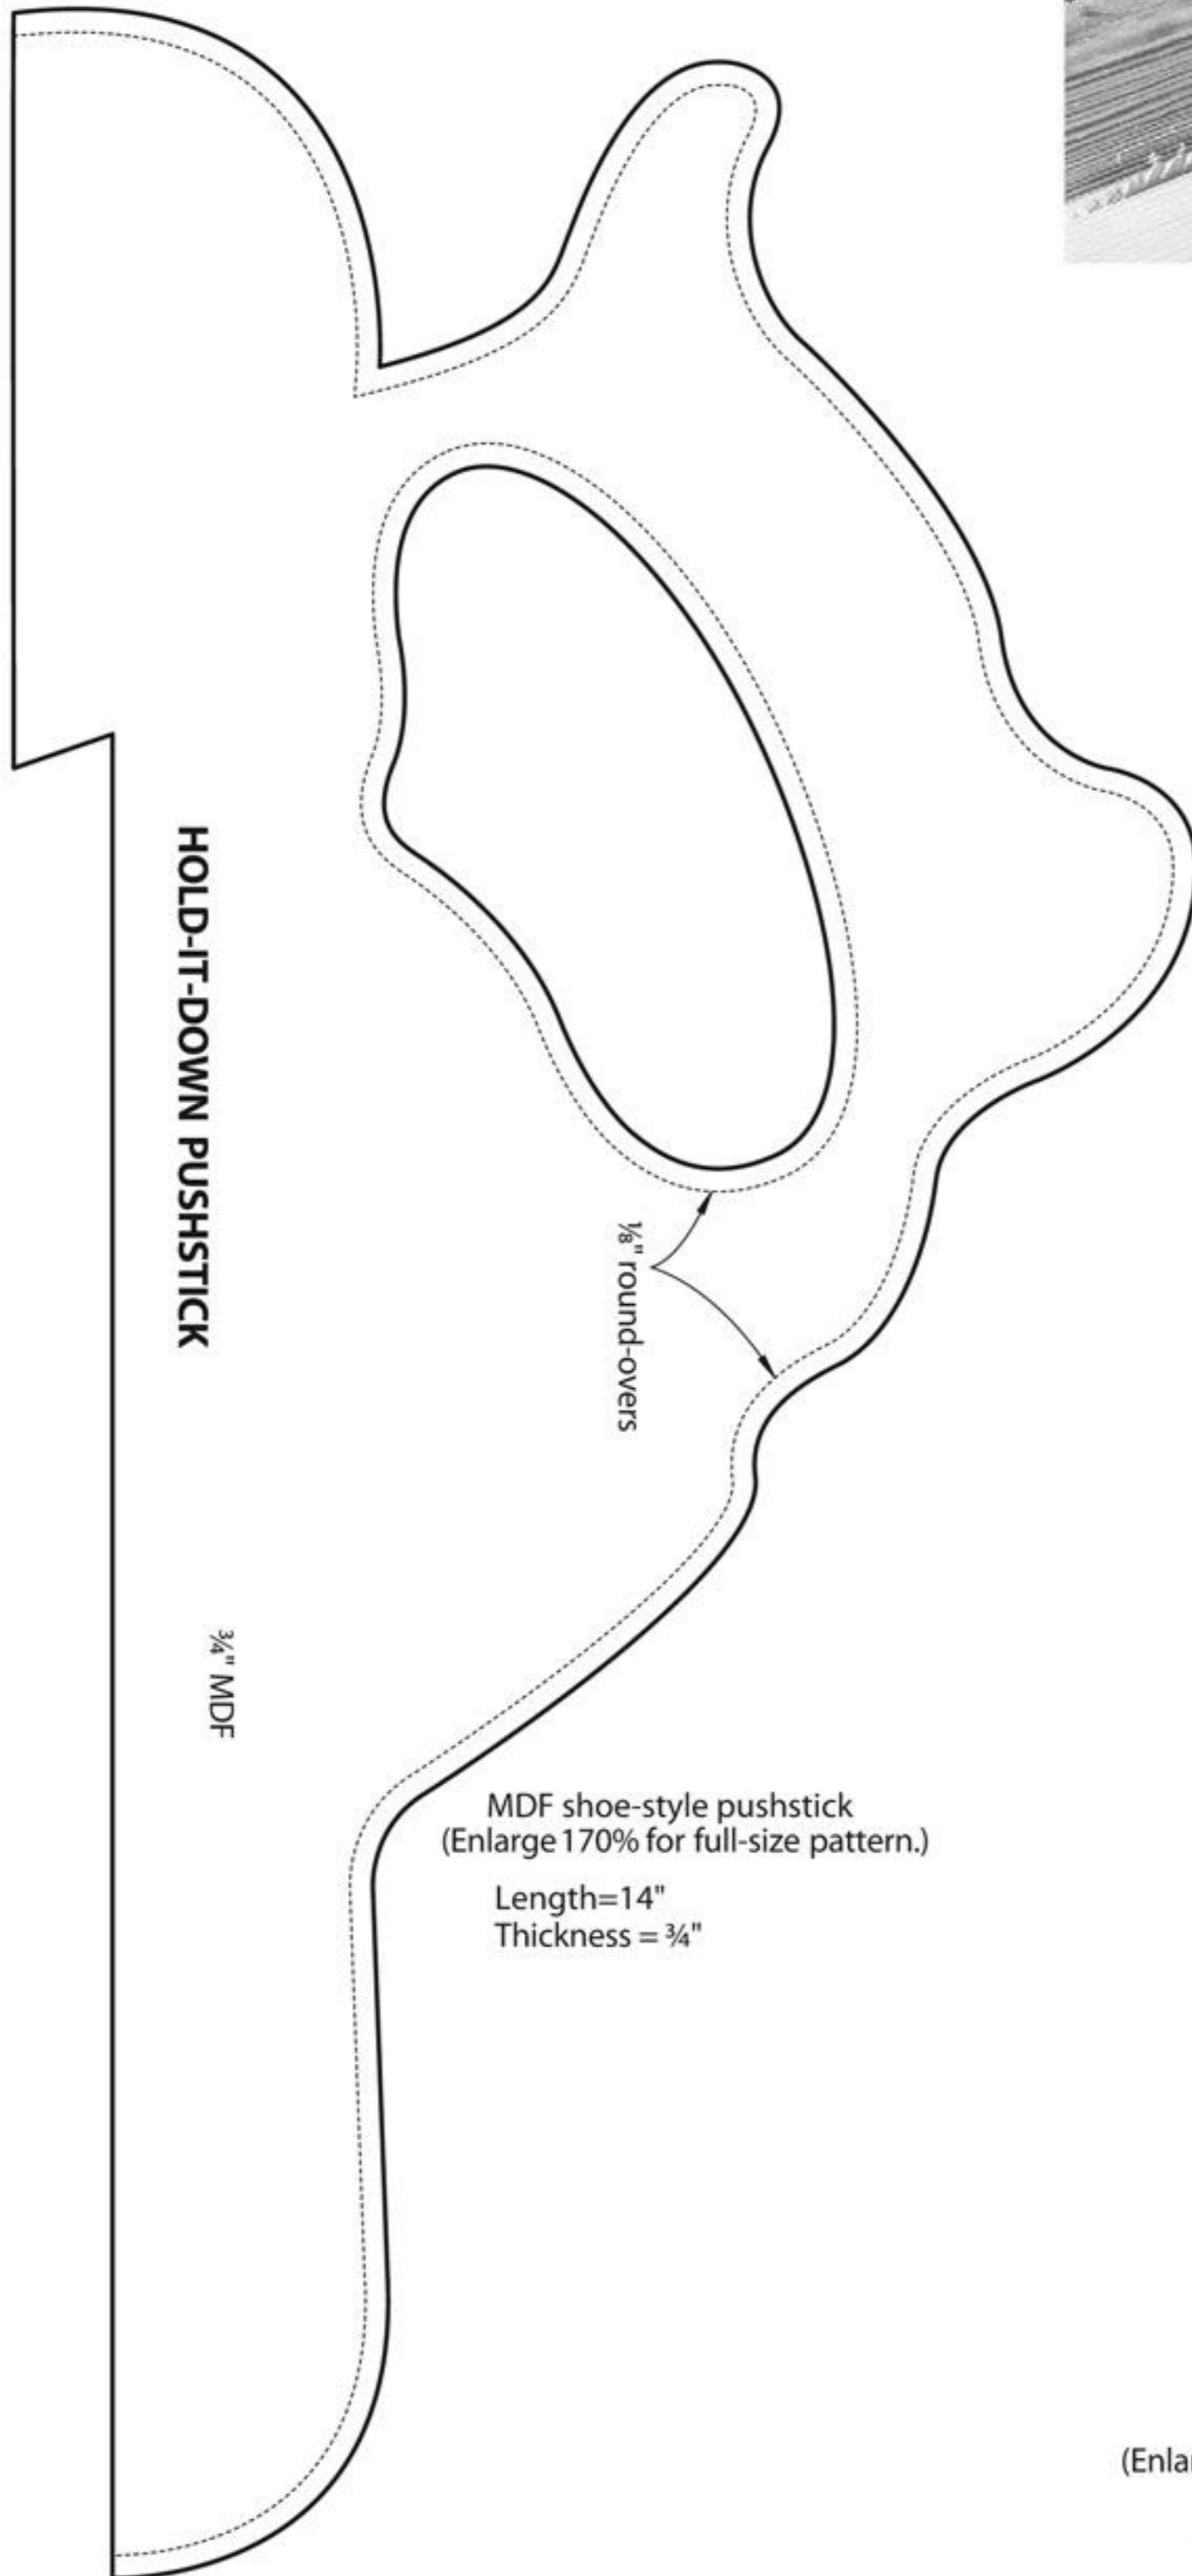 HOLD-IT-DOWN PUSHSTICK
⅛" round-overs
¾" MDF
MDF shoe-style pushstick
(Enlarge 170% for full-size pattern.)
Length=14"
Thickness = ¾"